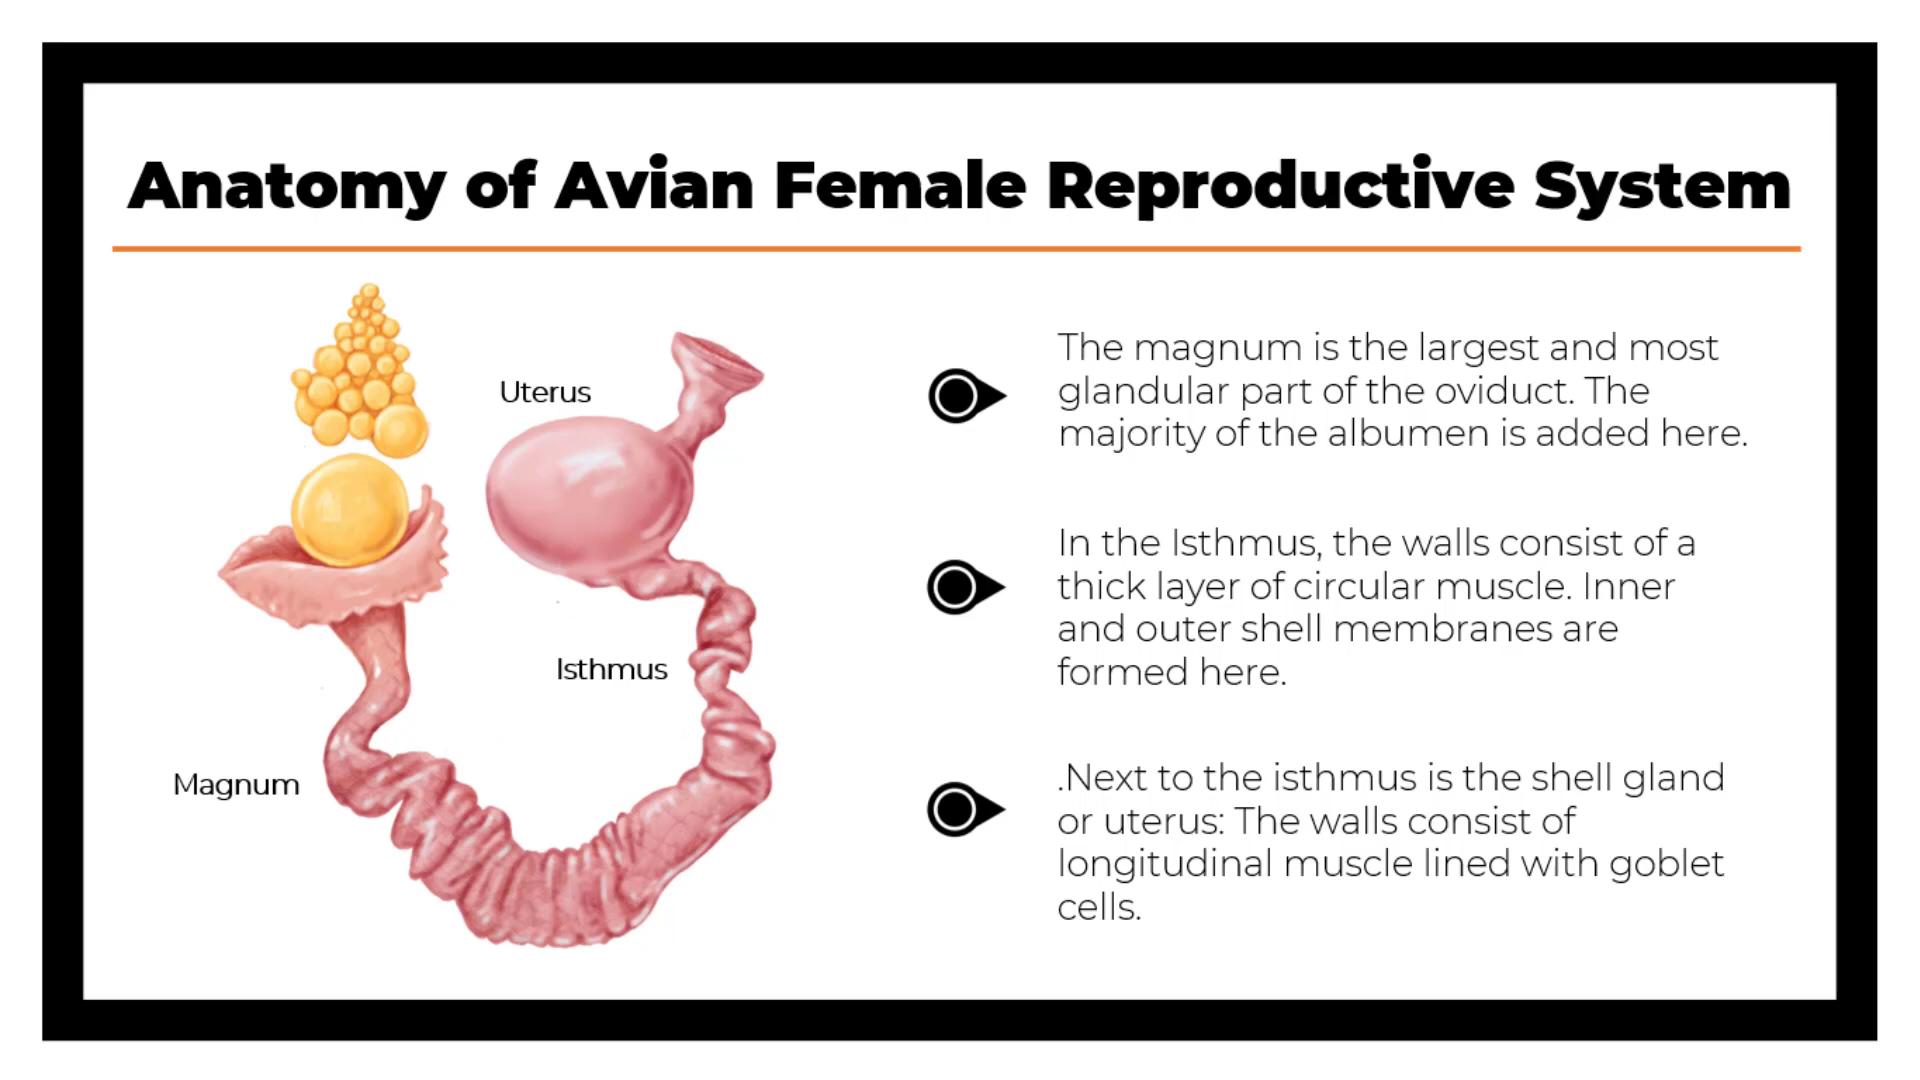 Anatomy of Avian Female Reproductive System
Uterus
Isthmus
Magnum
The magnum is the largest and most
glandular part of the oviduct. The
majority of the albumen is added here.
In the Isthmus, the walls consist of a
thick layer of circular muscle. Inner
and outer shell membranes are
formed here.
.Next to the isthmus is the shell gland
or uterus: The walls consist of
longitudinal muscle lined with goblet
cells.